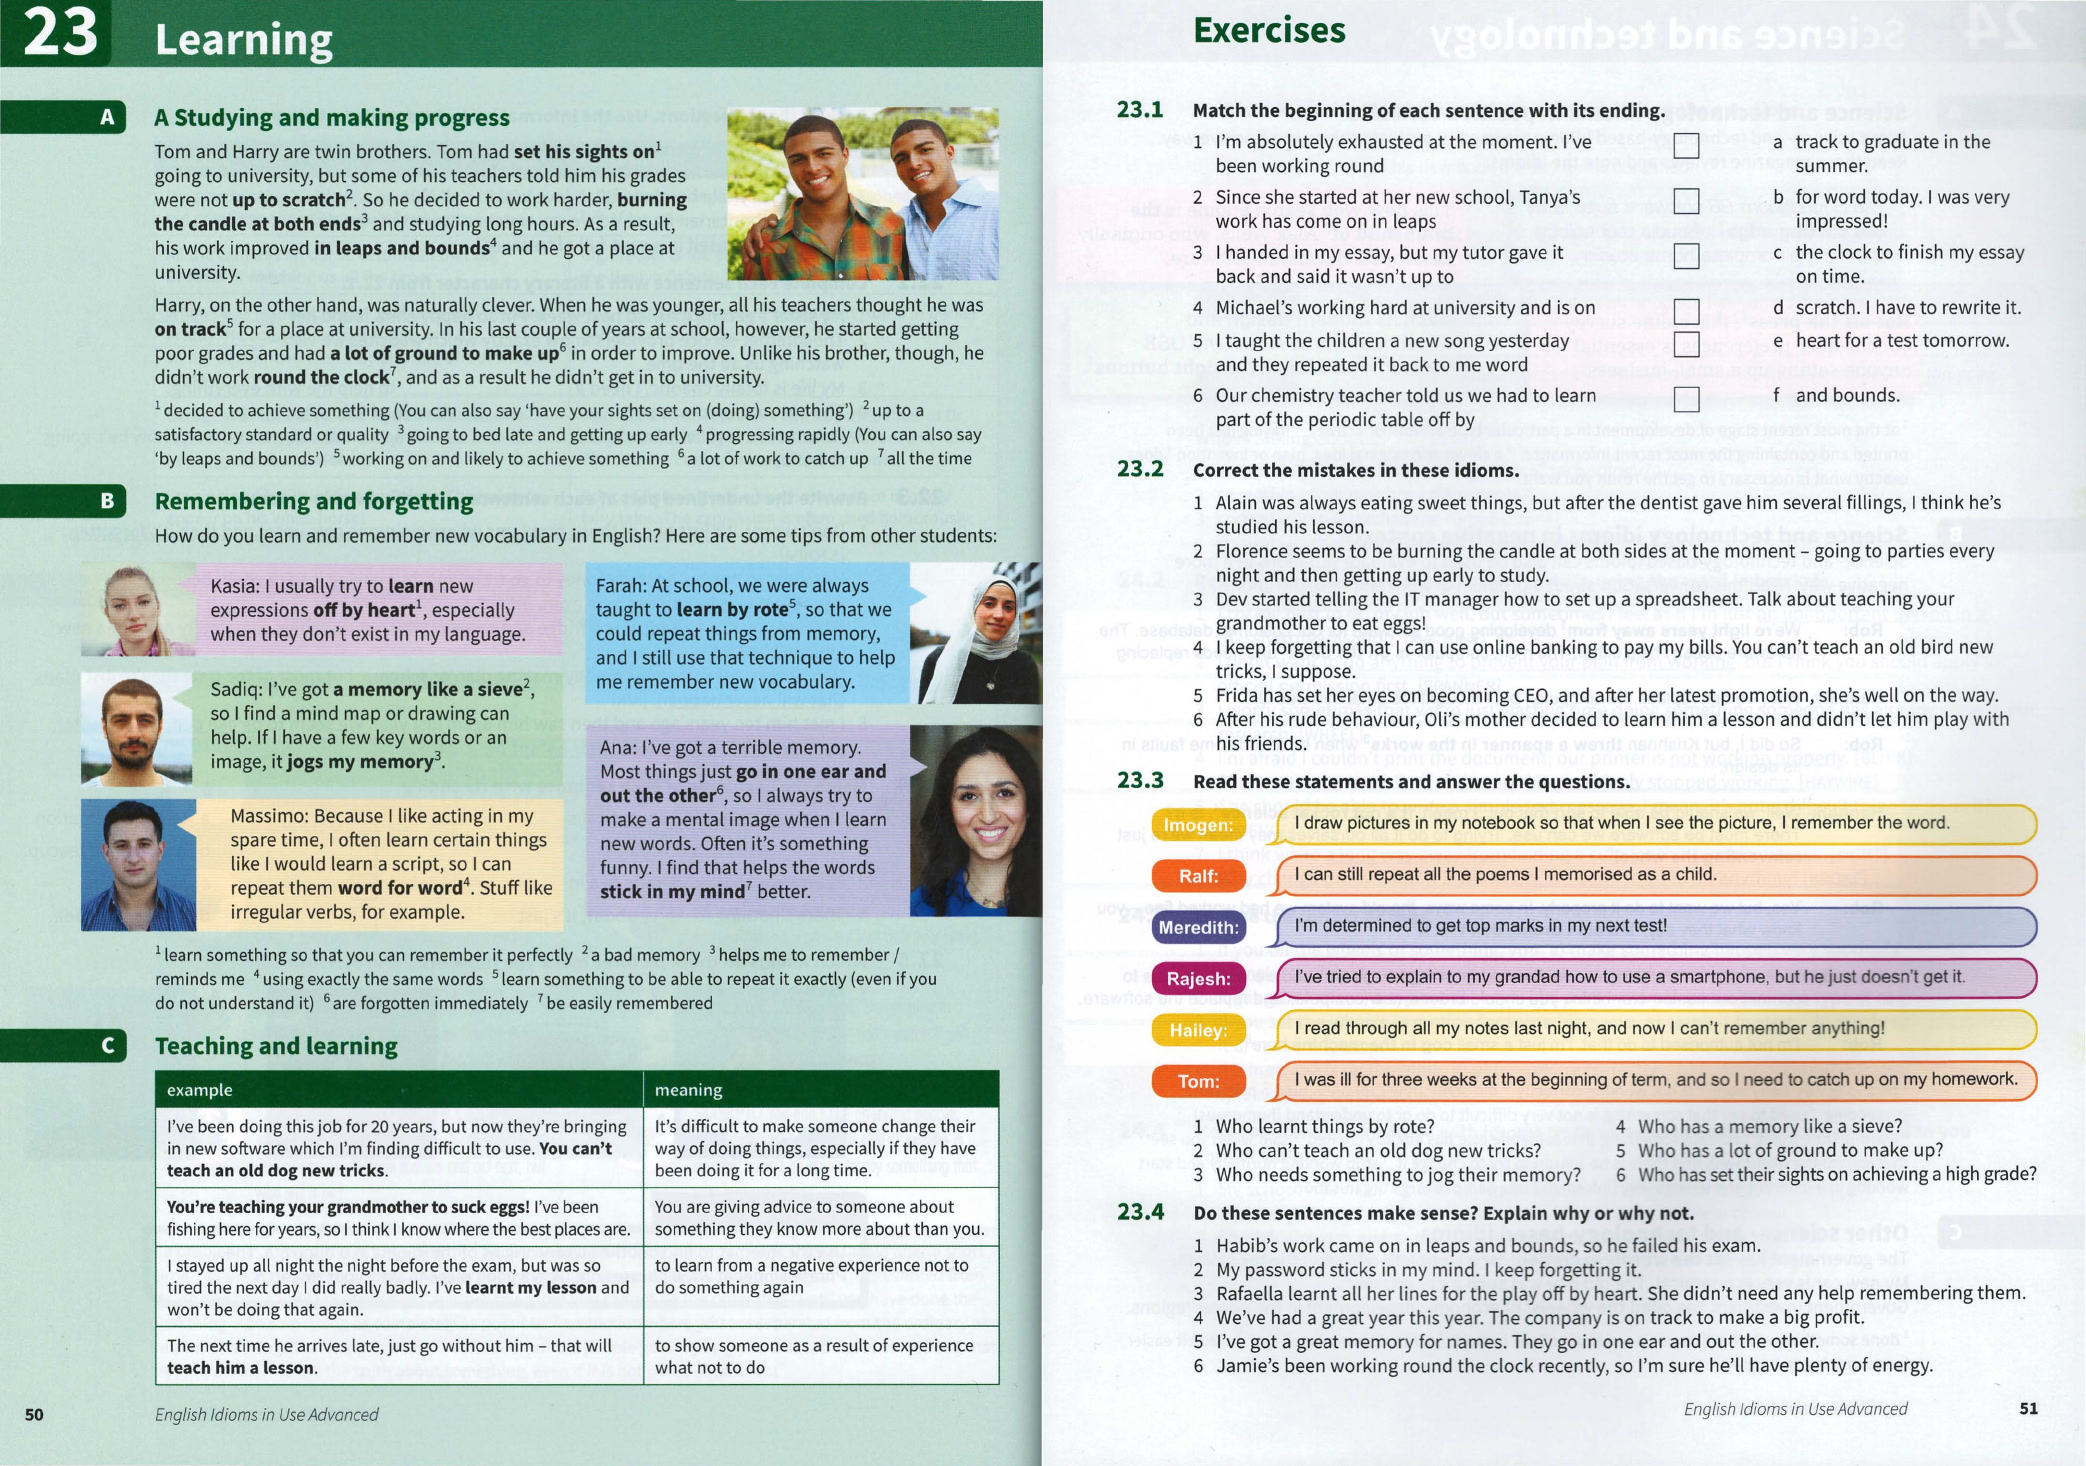 23 Learning
A A Studying and making progress
Tom and Harry are twin brothers. Tom had set his sights on¹
going to university, but some of his teachers told him his grades
were not up to scratch². So he decided to work harder, burning
the candle at both ends³ and studying long hours. As a result,
his work improved in leaps and bounds⁴ and he got a place at
university.
Harry, on the other hand, was naturally clever. When he was younger, all his teachers thought he was
on track⁵ for a place at university. In his last couple of years at school, however, he started getting
poor grades and had a lot of ground to make up⁶ in order to improve. Unlike his brother, though, he
didn't work round the clock⁷, and as a result he didn't get in to university.
¹ decided to achieve something (You can also say 'have your sights set on (doing) something') ² up to a
satisfactory standard or quality ³ going to bed late and getting up early ⁴ progressing rapidly (You can also say
'by leaps and bounds') ⁵ working on and likely to achieve something ⁶ a lot of work to catch up ⁷ all the time
B Remembering and forgetting
How do you learn and remember new vocabulary in English? Here are some tips from other students:
Kasia: I usually try to learn new
expressions off by heart¹, especially
when they don't exist in my language.
Sadiq: I've got a memory like a sieve²,
so I find a mind map or drawing can
help. If I have a few key words or an
image, it jogs my memory³.
Massimo: Because I like acting in my
spare time, I often learn certain things
like I would learn a script, so I can
repeat them word for word⁴. Stuff like
irregular verbs, for example.
Farah: At school, we were always
taught to learn by rote⁵, so that we
could repeat things from memory,
and I still use that technique to help
me remember new vocabulary.
Ana: I've got a terrible memory.
Most things just go in one ear and
out the other⁶, so I always try to
make a mental image when I learn
new words. Often it's something
funny. I find that helps the words
stick in my mind⁷ better.
¹ learn something so that you can remember it perfectly ² a bad memory ³ helps me to remember /
reminds me ⁴ using exactly the same words ⁵ learn something to be able to repeat it exactly (even if you
do not understand it) ⁶ are forgotten immediately ⁷ be easily remembered
C Teaching and learning
example meaning
I've been doing this job for 20 years, but now they're bringing
in new software which I'm finding difficult to use. You can't
teach an old dog new tricks.
It's difficult to make someone change their
way of doing things, especially if they have
been doing it for a long time.
You're teaching your grandmother to suck eggs! I've been
fishing here for years, so I think I know where the best places are.
You are giving advice to someone about
something they know more about than you.
I stayed up all night the night before the exam, but was so
tired the next day I did really badly. I've learnt my lesson and
won't be doing that again.
to learn from a negative experience not to
do something again
The next time he arrives late, just go without him – that will
teach him a lesson.
to show someone as a result of experience
what not to do
50 English Idioms in Use Advanced
Exercises
23.1 Match the beginning of each sentence with its ending.
1 I'm absolutely exhausted at the moment. I've
been working round
2 Since she started at her new school, Tanya's
work has come on in leaps
3 I handed in my essay, but my tutor gave it
back and said it wasn't up to
4 Michael's working hard at university and is on
5 I taught the children a new song yesterday
and they repeated it back to me word
6 Our chemistry teacher told us we had to learn
part of the periodic table off by
a track to graduate in the
summer.
b for word today. I was very
impressed!
c the clock to finish my essay
on time.
d scratch. I have to rewrite it.
e heart for a test tomorrow.
f and bounds.
23.2 Correct the mistakes in these idioms.
1 Alain was always eating sweet things, but after the dentist gave him several fillings, I think he's
studied his lesson.
2 Florence seems to be burning the candle at both sides at the moment – going to parties every
night and then getting up early to study.
3 Dev started telling the IT manager how to set up a spreadsheet. Talk about teaching your
grandmother to eat eggs!
4 I keep forgetting that I can use online banking to pay my bills. You can't teach an old bird new
tricks, I suppose.
5 Frida has set her eyes on becoming CEO, and after her latest promotion, she's well on the way.
6 After his rude behaviour, Oli's mother decided to learn him a lesson and didn't let him play with
his friends.
23.3 Read these statements and answer the questions.
Imogen: I draw pictures in my notebook so that when I see the picture, I remember the word.
Ralf: I can still repeat all the poems I memorised as a child.
Meredith: I'm determined to get top marks in my next test!
Rajesh: I've tried to explain to my grandad how to use a smartphone, but he just doesn't get it.
Hailey: I read through all my notes last night, and now I can't remember anything!
Tom: I was ill for three weeks at the beginning of term, and so I need to catch up on my homework.
1 Who learnt things by rote?
2 Who can't teach an old dog new tricks?
3 Who needs something to jog their memory?
4 Who has a memory like a sieve?
5 Who has a lot of ground to make up?
6 Who has set their sights on achieving a high grade?
23.4 Do these sentences make sense? Explain why or why not.
1 Habib's work came on in leaps and bounds, so he failed his exam.
2 My password sticks in my mind. I keep forgetting it.
3 Rafaella learnt all her lines for the play off by heart. She didn't need any help remembering them.
4 We've had a great year this year. The company is on track to make a big profit.
5 I've got a great memory for names. They go in one ear and out the other.
6 Jamie's been working round the clock recently, so I'm sure he'll have plenty of energy.
English Idioms in Use Advanced 51